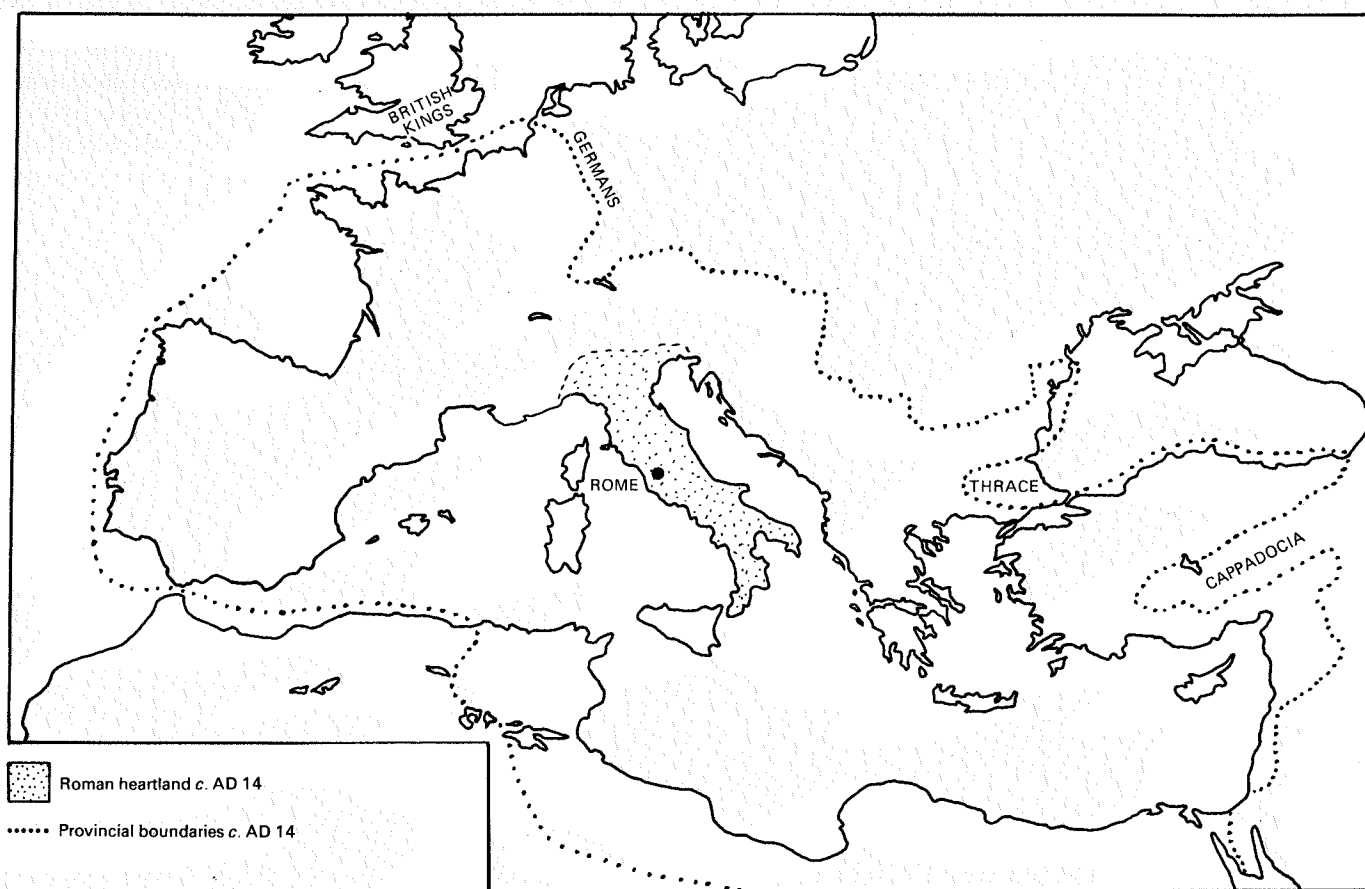 BRITISH
KINGS
GERMANS
ROME
THRACE
CAPPADOCIA
Roman heartland c. AD 14
Provincial boundaries c. AD 14